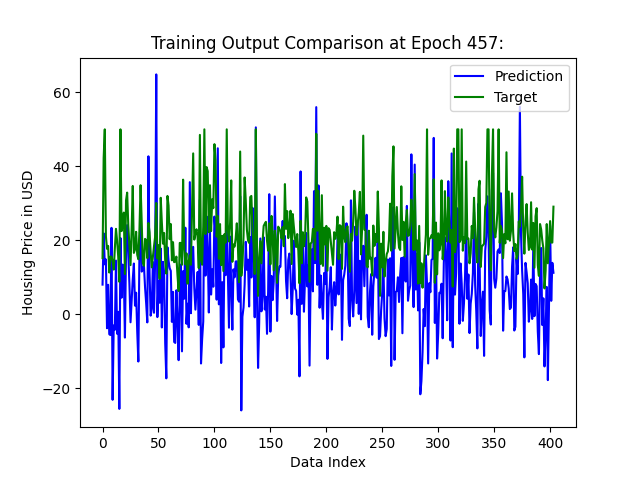 Training Output Comparison at Epoch 457:
Prediction
Target
Housing Price in USD
60
40
20
0
−20
0 50 100 150 200 250 300 350 400
Data Index